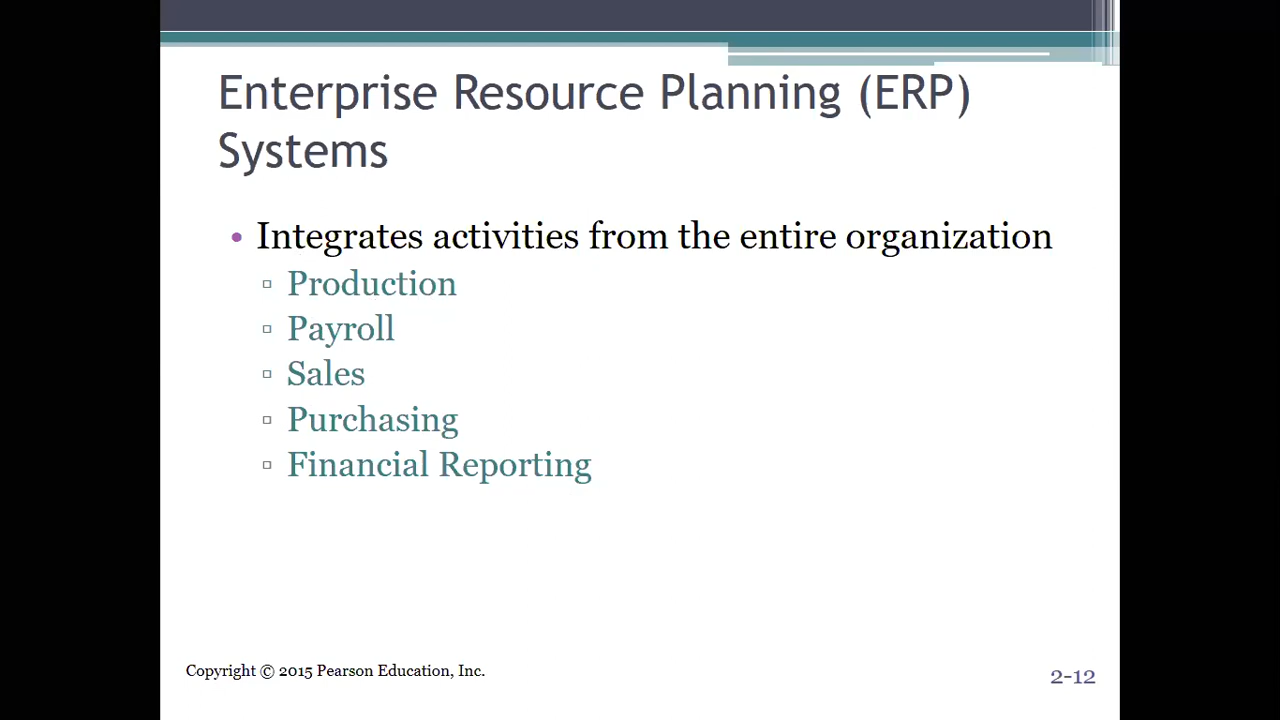 Enterprise Resource Planning (ERP)
Systems
• Integrates activities from the entire organization
▫ Production
▫ Payroll
▫ Sales
▫ Purchasing
▫ Financial Reporting
Copyright © 2015 Pearson Education, Inc.
2-12